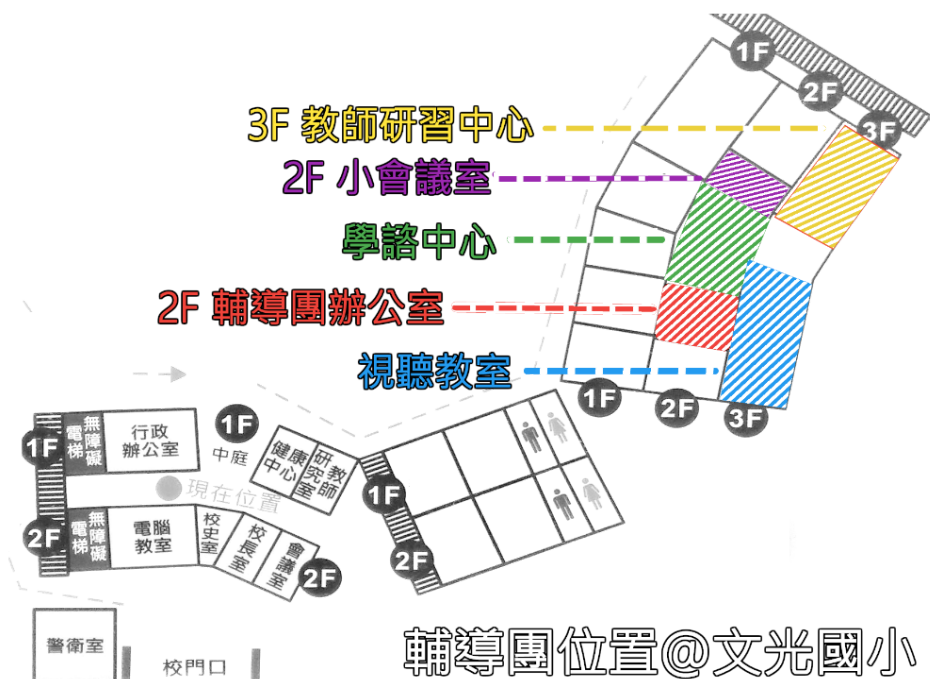 1F
2F
3F
3F 教師研習中心
2F 小會議室
學諮中心
2F 輔導團辦公室
視聽教室
1F
2F
3F
1F
無障礙
電梯
行政
辦公室
1F
中庭
健康
中心
教師
研究室
現在位置
1F
2F
無障礙
電梯
電腦
教室
校史室
校長室
會議室
2F
2F
警衛室
校門口
輔導團位置@文光國小